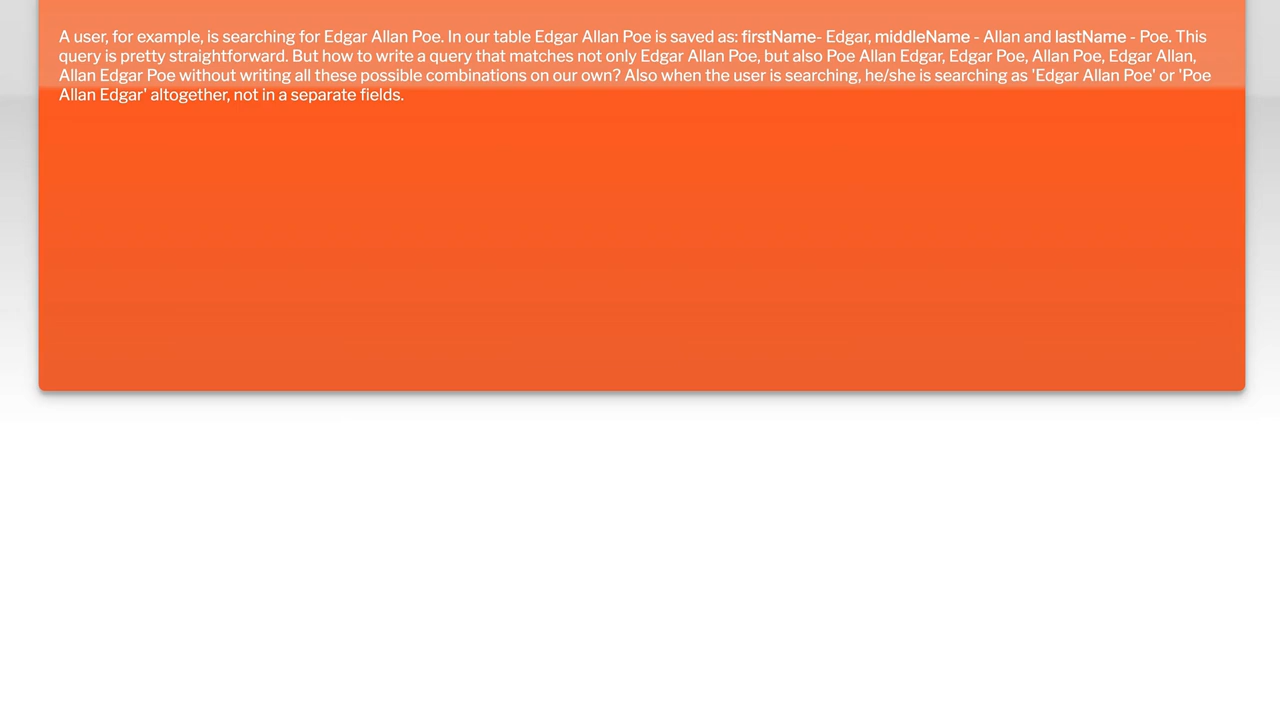 A user, for example, is searching for Edgar Allan Poe. In our table Edgar Allan Poe is saved as: firstName- Edgar, middleName - Allan and lastName - Poe. This
query is pretty straightforward. But how to write a query that matches not only Edgar Allan Poe, but also Poe Allan Edgar, Edgar Poe, Allan Poe, Edgar Allan,
Allan Edgar Poe without writing all these possible combinations on our own? Also when the user is searching, he/she is searching as 'Edgar Allan Poe' or 'Poe
Allan Edgar' altogether, not in a separate fields.